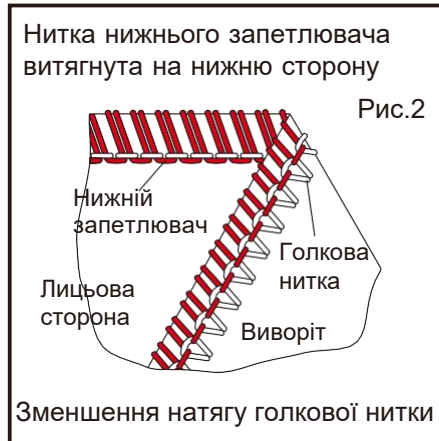 Нитка нижнього запетлювача
витягнута на нижню сторону
Рис.2
Нижній
запетлювач
Голкова
нитка
Лицьова
сторона
Виворіт
Зменшення натягу голкової нитки